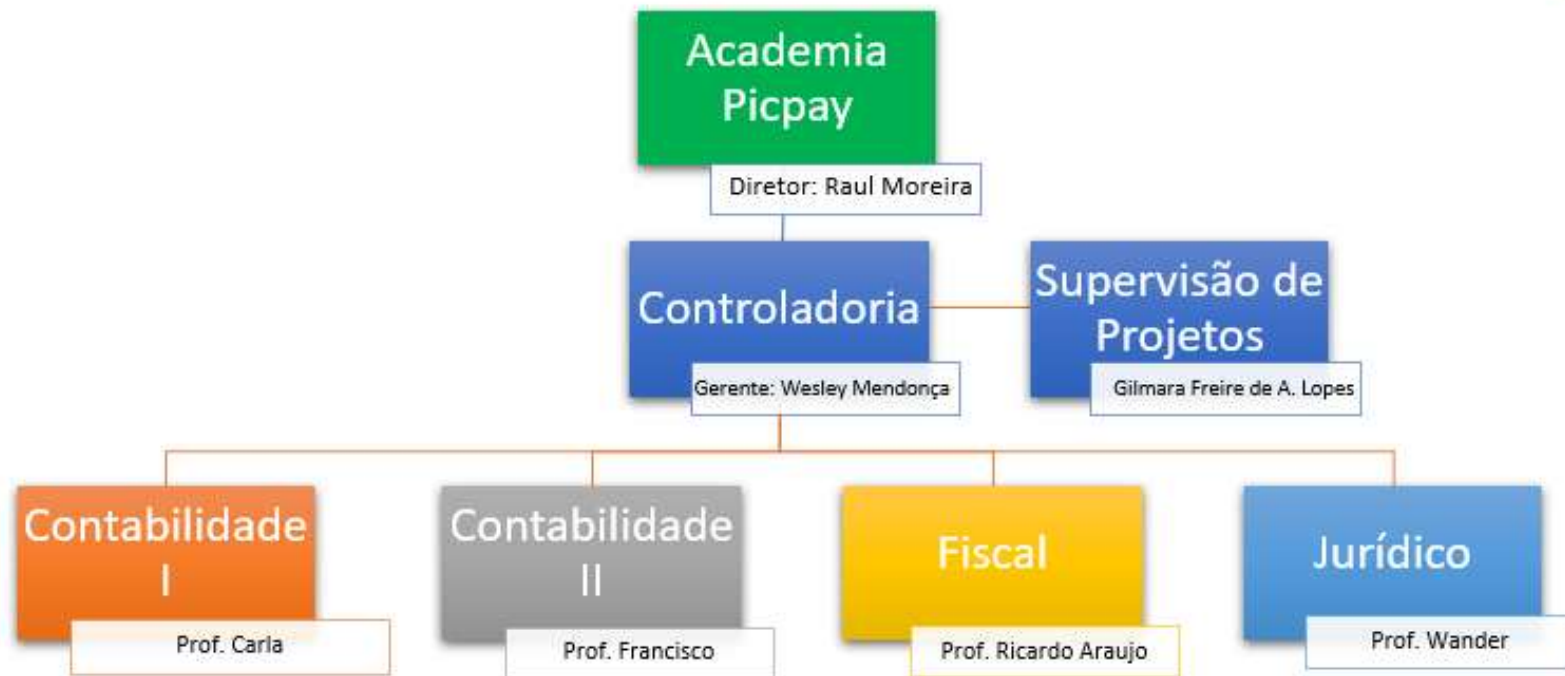 Academia
Picpay
Diretor: Raul Moreira
Controladoria
Gerente: Wesley Mendonça
Supervisão de
Projetos
Gilmara Freire de A. Lopes
Contabilidade
I
Prof. Carla
Contabilidade
II
Prof. Francisco
Fiscal
Prof. Ricardo Araujo
Jurídico
Prof. Wander